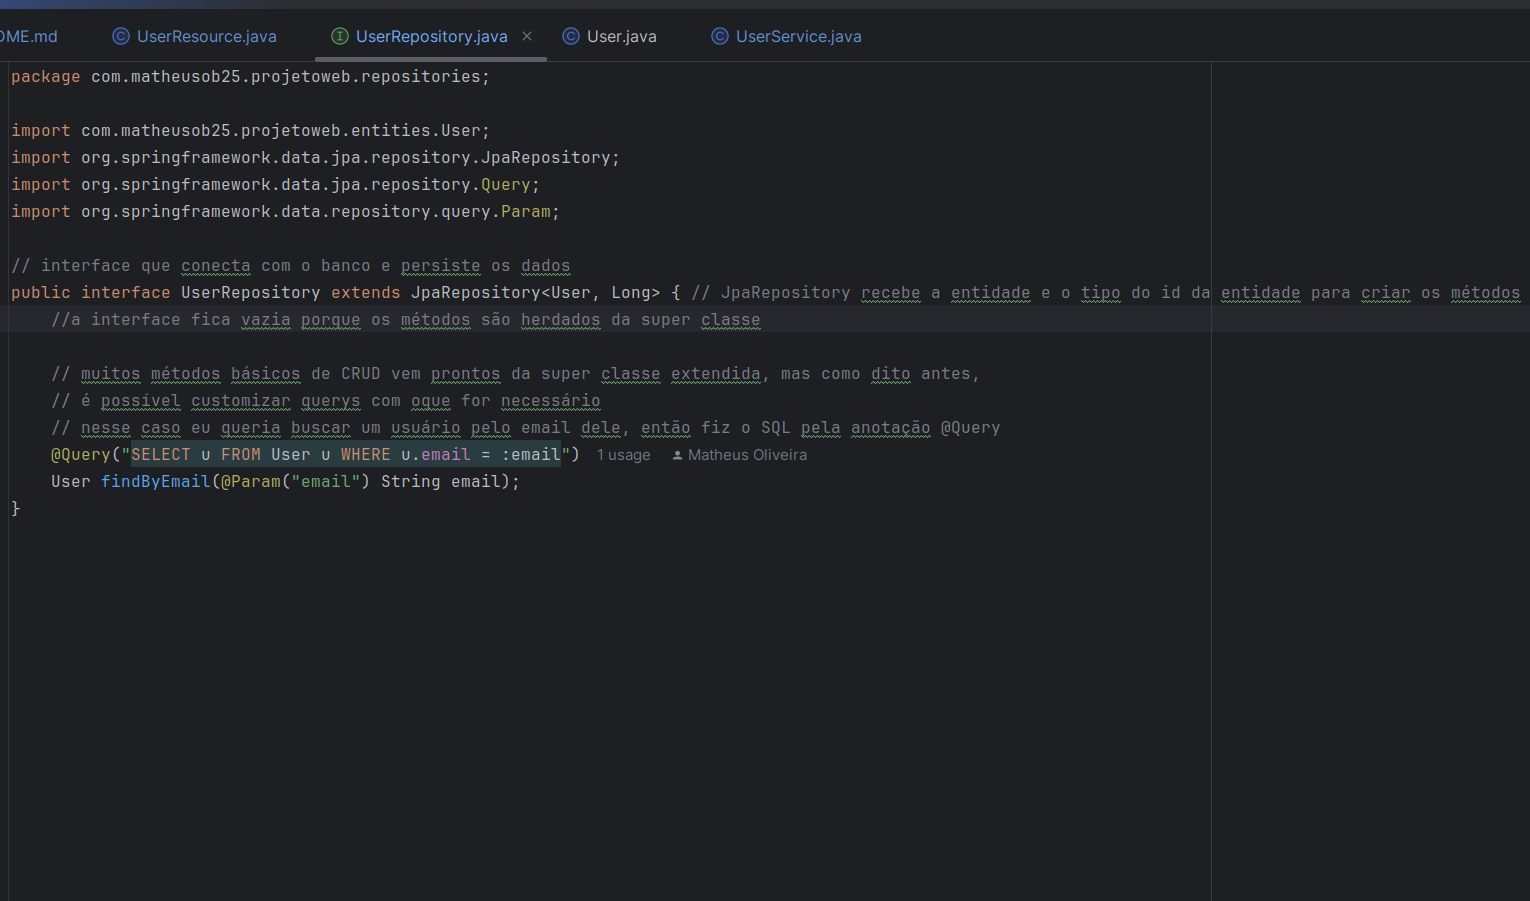 OME.md UserResource.java UserRepository.java User.java UserService.java
package com.matheusob25.projetoweb.repositories;
import com.matheusob25.projetoweb.entities.User;
import org.springframework.data.jpa.repository.JpaRepository;
import org.springframework.data.jpa.repository.Query;
import org.springframework.data.repository.query.Param;
// interface que conecta com o banco e persiste os dados
public interface UserRepository extends JpaRepository<User, Long> { // JpaRepository recebe a entidade e o tipo do id da entidade para criar os métodos
//a interface fica vazia porque os métodos são herdados da super classe
// muitos métodos básicos de CRUD vem prontos da super classe extendida, mas como dito antes,
// é possível customizar querys com oque for necessário
// nesse caso eu queria buscar um usuário pelo email dele, então fiz o SQL pela anotação @Query
@Query("SELECT u FROM User u WHERE u.email = :email") 1 usage Matheus Oliveira
User findByEmail(@Param("email") String email);
}